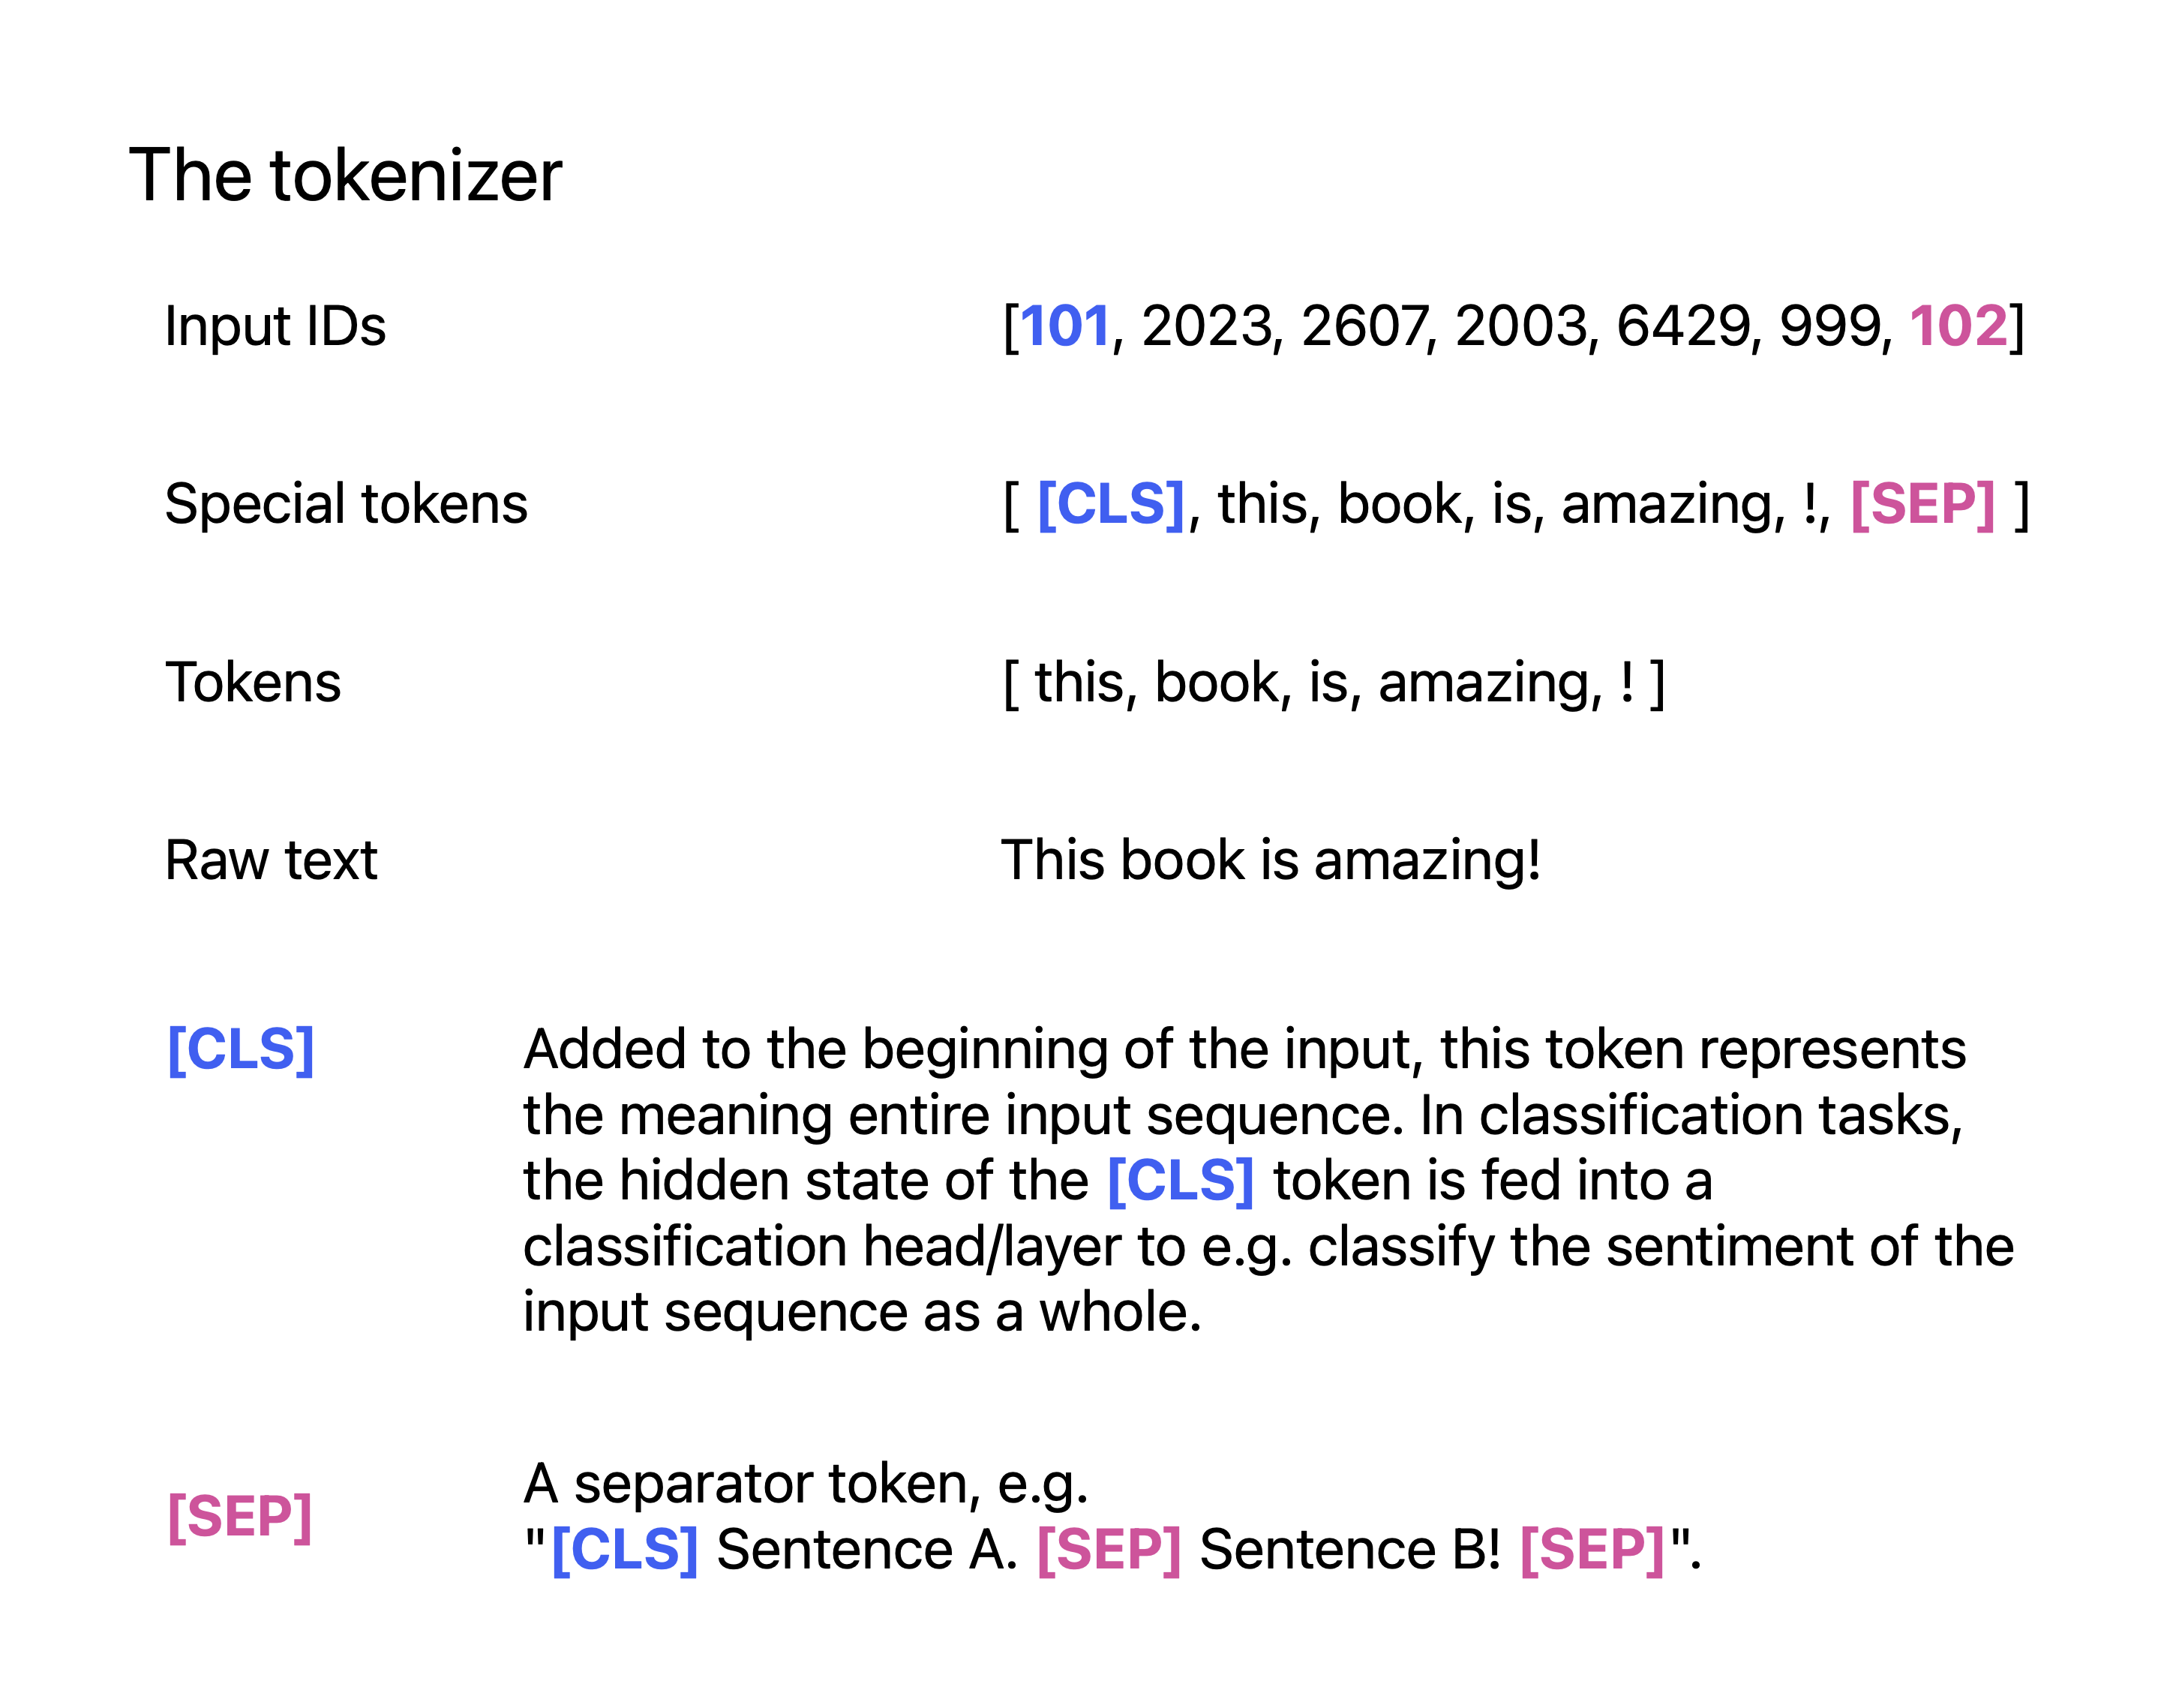 The tokenizer
Input IDs [101, 2023, 2607, 2003, 6429, 999, 102]
Special tokens [ [CLS], this, book, is, amazing, !, [SEP] ]
Tokens [ this, book, is, amazing, ! ]
Raw text This book is amazing!
[CLS] Added to the beginning of the input, this token represents
the meaning entire input sequence. In classification tasks,
the hidden state of the [CLS] token is fed into a
classification head/layer to e.g. classify the sentiment of the
input sequence as a whole.
[SEP] A separator token, e.g.
"[CLS] Sentence A. [SEP] Sentence B! [SEP]".